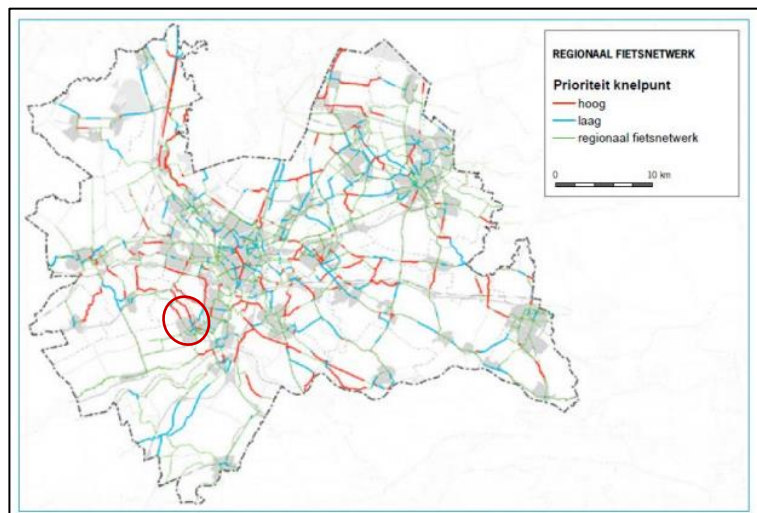 REGIONAAL FIETSNETWERK
Prioriteit knelpunt
hoog
laag
regionaal fietsnetwerk
0 10 km